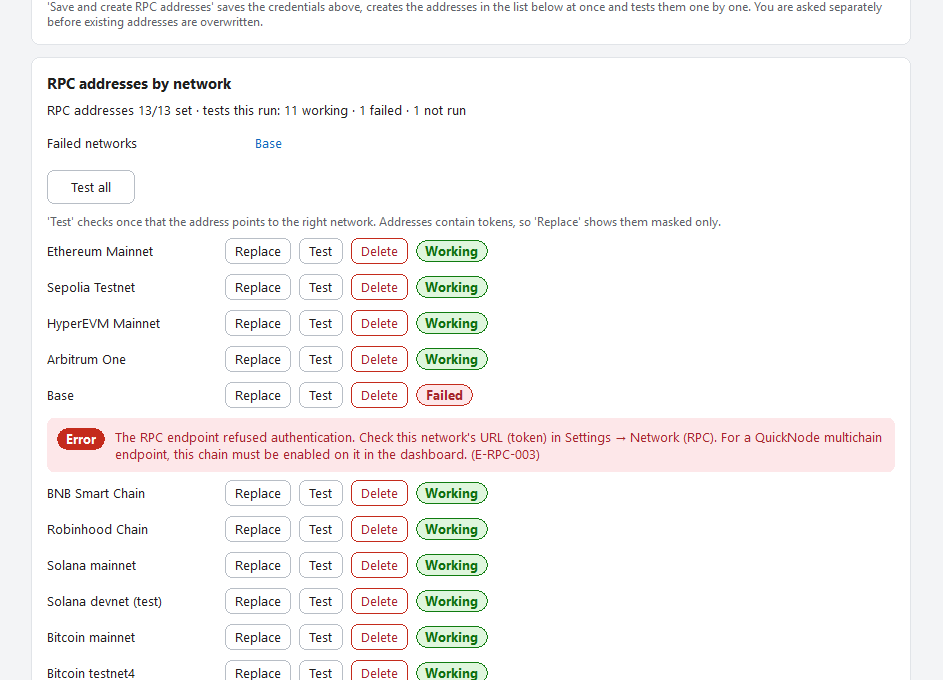 'Save and create RPC addresses' saves the credentials above, creates the addresses in the list below at once and tests them one by one. You are asked separately
before existing addresses are overwritten.
RPC addresses by network
RPC addresses 13/13 set · tests this run: 11 working · 1 failed · 1 not run
Failed networks Base
Test all
'Test' checks once that the address points to the right network. Addresses contain tokens, so 'Replace' shows them masked only.
Ethereum Mainnet Replace Test Delete Working
Sepolia Testnet Replace Test Delete Working
HyperEVM Mainnet Replace Test Delete Working
Arbitrum One Replace Test Delete Working
Base Replace Test Delete Failed
Error The RPC endpoint refused authentication. Check this network's URL (token) in Settings → Network (RPC). For a QuickNode multichain
endpoint, this chain must be enabled on it in the dashboard. (E-RPC-003)
BNB Smart Chain Replace Test Delete Working
Robinhood Chain Replace Test Delete Working
Solana mainnet Replace Test Delete Working
Solana devnet (test) Replace Test Delete Working
Bitcoin mainnet Replace Test Delete Working
Bitcoin testnet4 Replace Test Delete Working